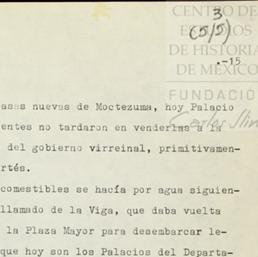 3
(5/5)
CENTRO DE
ESTUDIOS
DE HISTORIA
DE MÉXICO
.-15
FUNDACIÓN
Carlos Slim
asas nuevas de Moctezuma, hoy Palacio
entes no tardaron en venderlas a la
del gobierno virreinal, primitivamen-
rtés.
comestibles se hacía por agua siguien-
llamado de la Viga, que daba vuelta
la Plaza Mayor para desembarcar le-
que hoy son los Palacios del Departa-